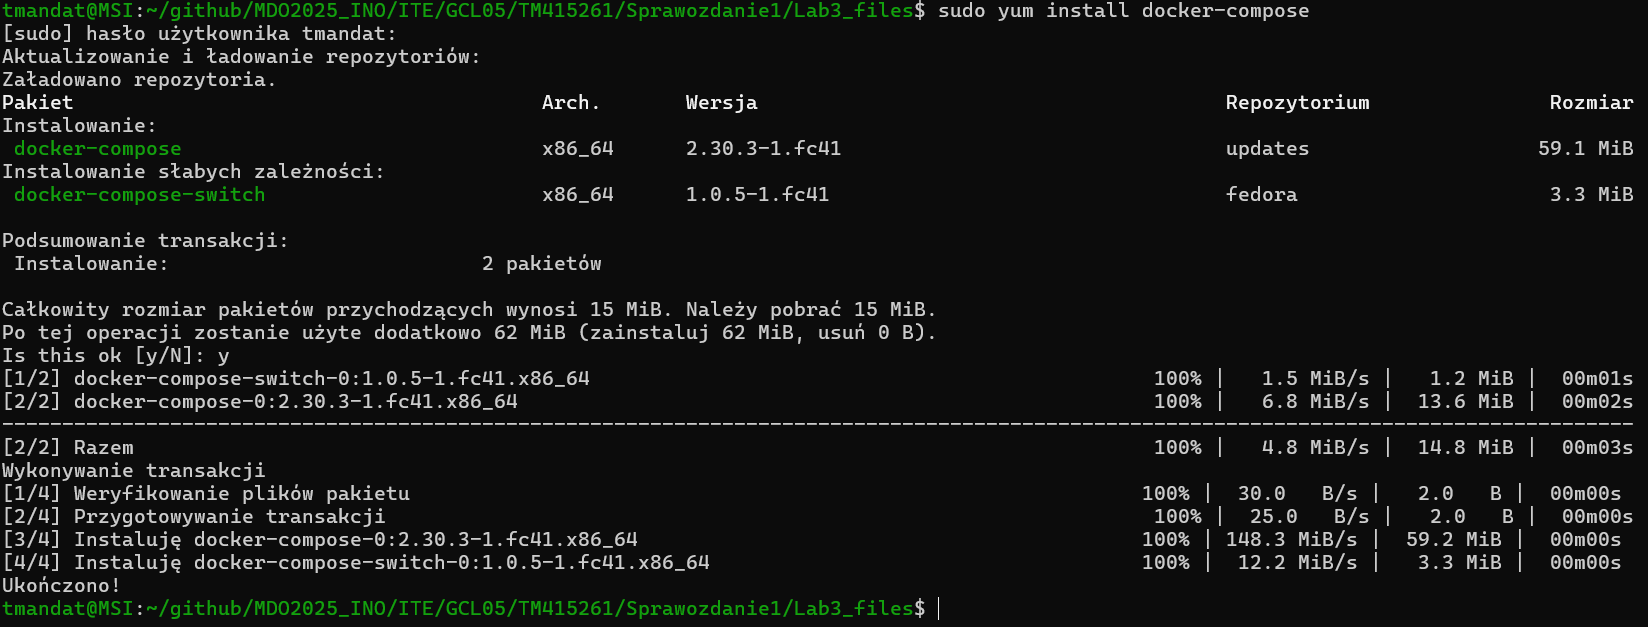 tmandat@MSI:~/github/MDO2025_INO/ITE/GCL05/TM415261/Sprawozdanie1/Lab3_files$ sudo yum install docker-compose
[sudo] hasło użytkownika tmandat:
Aktualizowanie i ładowanie repozytoriów:
Załadowano repozytoria.
Pakiet Arch. Wersja Repozytorium Rozmiar
Instalowanie:
docker-compose x86_64 2.30.3-1.fc41 updates 59.1 MiB
Instalowanie słabych zależności:
docker-compose-switch x86_64 1.0.5-1.fc41 fedora 3.3 MiB
Podsumowanie transakcji:
Instalowanie: 2 pakietów
Całkowity rozmiar pakietów przychodzących wynosi 15 MiB. Należy pobrać 15 MiB.
Po tej operacji zostanie użyte dodatkowo 62 MiB (zainstaluj 62 MiB, usuń 0 B).
Is this ok [y/N]: y
[1/2] docker-compose-switch-0:1.0.5-1.fc41.x86_64 100% | 1.5 MiB/s | 1.2 MiB | 00m01s
[2/2] docker-compose-0:2.30.3-1.fc41.x86_64 100% | 6.8 MiB/s | 13.6 MiB | 00m02s
----------------------------------------------------------------------------------------------------------------------------------------
[2/2] Razem 100% | 4.8 MiB/s | 14.8 MiB | 00m03s
Wykonywanie transakcji
[1/4] Weryfikowanie plików pakietu 100% | 30.0 B/s | 2.0 B | 00m00s
[2/4] Przygotowywanie transakcji 100% | 25.0 B/s | 2.0 B | 00m00s
[3/4] Instaluję docker-compose-0:2.30.3-1.fc41.x86_64 100% | 148.3 MiB/s | 59.2 MiB | 00m00s
[4/4] Instaluję docker-compose-switch-0:1.0.5-1.fc41.x86_64 100% | 12.2 MiB/s | 3.3 MiB | 00m00s
Ukończono!
tmandat@MSI:~/github/MDO2025_INO/ITE/GCL05/TM415261/Sprawozdanie1/Lab3_files$